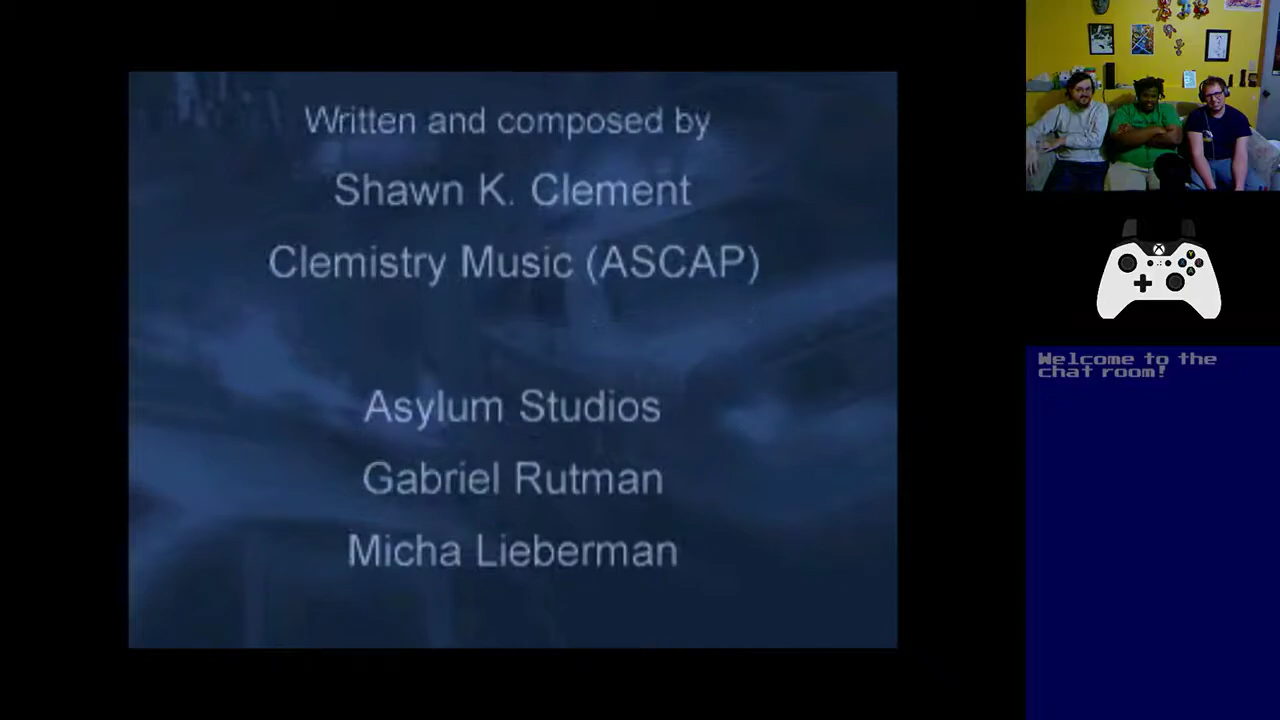 Written and composed by
Shawn K. Clement
Clemistry Music (ASCAP)
Asylum Studios
Gabriel Rutman
Micha Lieberman
Welcome to the
chat room!